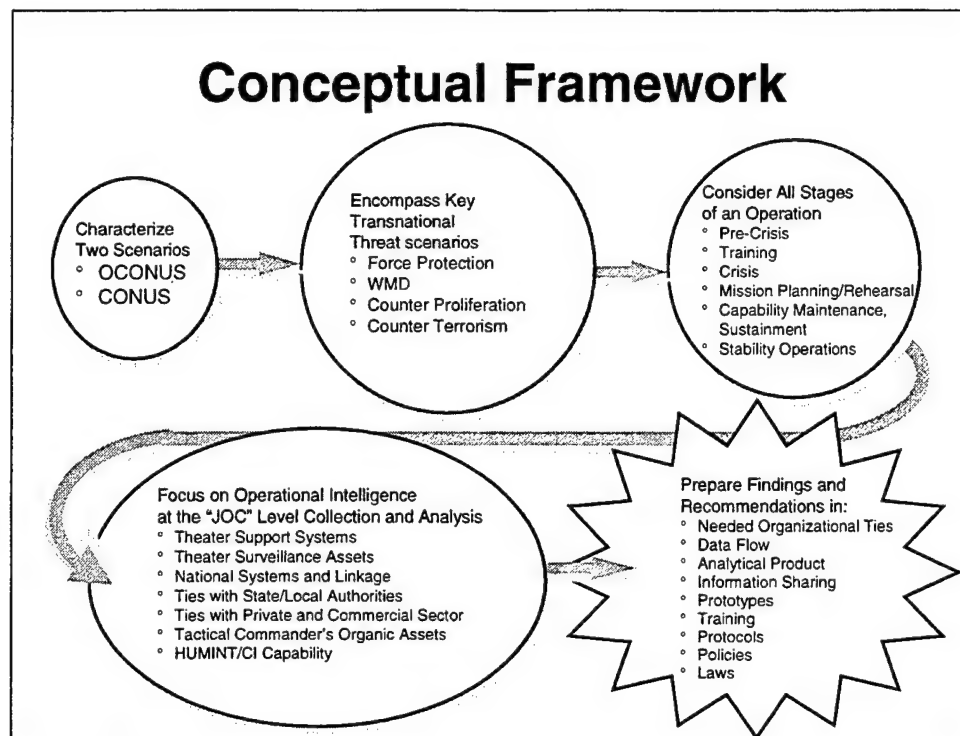 Conceptual Framework
Characterize
Two Scenarios
° OCONUS
° CONUS
Encompass Key
Transnational
Threat scenarios
° Force Protection
° WMD
° Counter Proliferation
° Counter Terrorism
Consider All Stages
of an Operation
° Pre-Crisis
° Training
° Crisis
° Mission Planning/Rehearsal
° Capability Maintenance,
Sustainment
° Stability Operations
Focus on Operational Intelligence
at the "JOC" Level Collection and Analysis
° Theater Support Systems
° Theater Surveillance Assets
° National Systems and Linkage
° Ties with State/Local Authorities
° Ties with Private and Commercial Sector
° Tactical Commander's Organic Assets
° HUMINT/CI Capability
Prepare Findings and
Recommendations in:
° Needed Organizational Ties
° Data Flow
° Analytical Product
° Information Sharing
° Prototypes
° Training
° Protocols
° Policies
° Laws